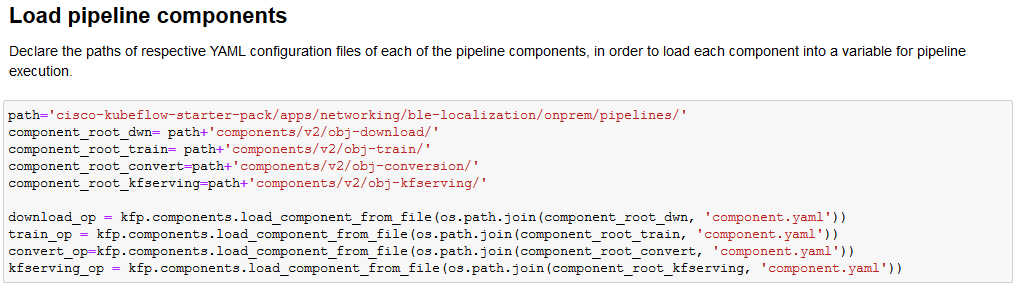 Load pipeline components
Declare the paths of respective YAML configuration files of each of the pipeline components, in order to load each component into a variable for pipeline
execution.
path='cisco-kubeflow-starter-pack/apps/networking/ble-localization/onprem/pipelines/'
component_root_dwn= path+'components/v2/obj-download/'
component_root_train= path+'components/v2/obj-train/'
component_root_convert=path+'components/v2/obj-conversion/'
component_root_kfserving=path+'components/v2/obj-kfserving/'
download_op = kfp.components.load_component_from_file(os.path.join(component_root_dwn, 'component.yaml'))
train_op = kfp.components.load_component_from_file(os.path.join(component_root_train, 'component.yaml'))
convert_op=kfp.components.load_component_from_file(os.path.join(component_root_convert, 'component.yaml'))
kfserving_op = kfp.components.load_component_from_file(os.path.join(component_root_kfserving, 'component.yaml'))